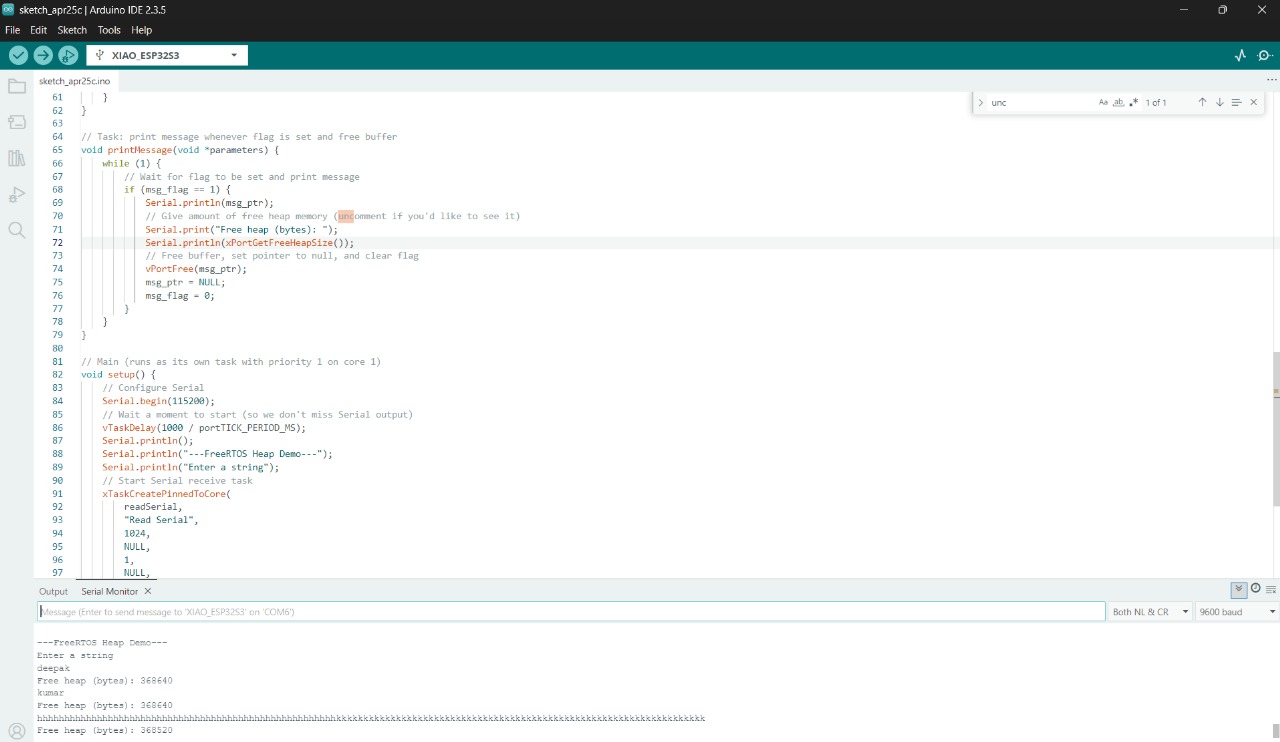 sketch_apr25c | Arduino IDE 2.3.5
File Edit Sketch Tools Help
XIAO_ESP32S3
sketch_apr25c.ino
unc Aa ab .* 1 of 1
61 }
62 }
63
64 // Task: print message whenever flag is set and free buffer
65 void printMessage(void *parameters) {
66 while (1) {
67 // Wait for flag to be set and print message
68 if (msg_flag == 1) {
69 Serial.println(msg_ptr);
70 // Give amount of free heap memory (uncomment if you'd like to see it)
71 Serial.print("Free heap (bytes): ");
72 Serial.println(xPortGetFreeHeapSize());
73 // Free buffer, set pointer to null, and clear flag
74 vPortFree(msg_ptr);
75 msg_ptr = NULL;
76 msg_flag = 0;
77 }
78 }
79 }
80
81 // Main (runs as its own task with priority 1 on core 1)
82 void setup() {
83 // Configure Serial
84 Serial.begin(115200);
85 // Wait a moment to start (so we don't miss Serial output)
86 vTaskDelay(1000 / portTICK_PERIOD_MS);
87 Serial.println();
88 Serial.println("---FreeRTOS Heap Demo---");
89 Serial.println("Enter a string");
90 // Start Serial receive task
91 xTaskCreatePinnedToCore(
92 readSerial,
93 "Read Serial",
94 1024,
95 NULL,
96 1,
97 NULL,
Output Serial Monitor
Message (Enter to send message to 'XIAO_ESP32S3' on 'COM6')
Both NL & CR 9600 baud
---FreeRTOS Heap Demo---
Enter a string
deepak
Free heap (bytes): 368640
kumar
Free heap (bytes): 368640
Free heap (bytes): 368520